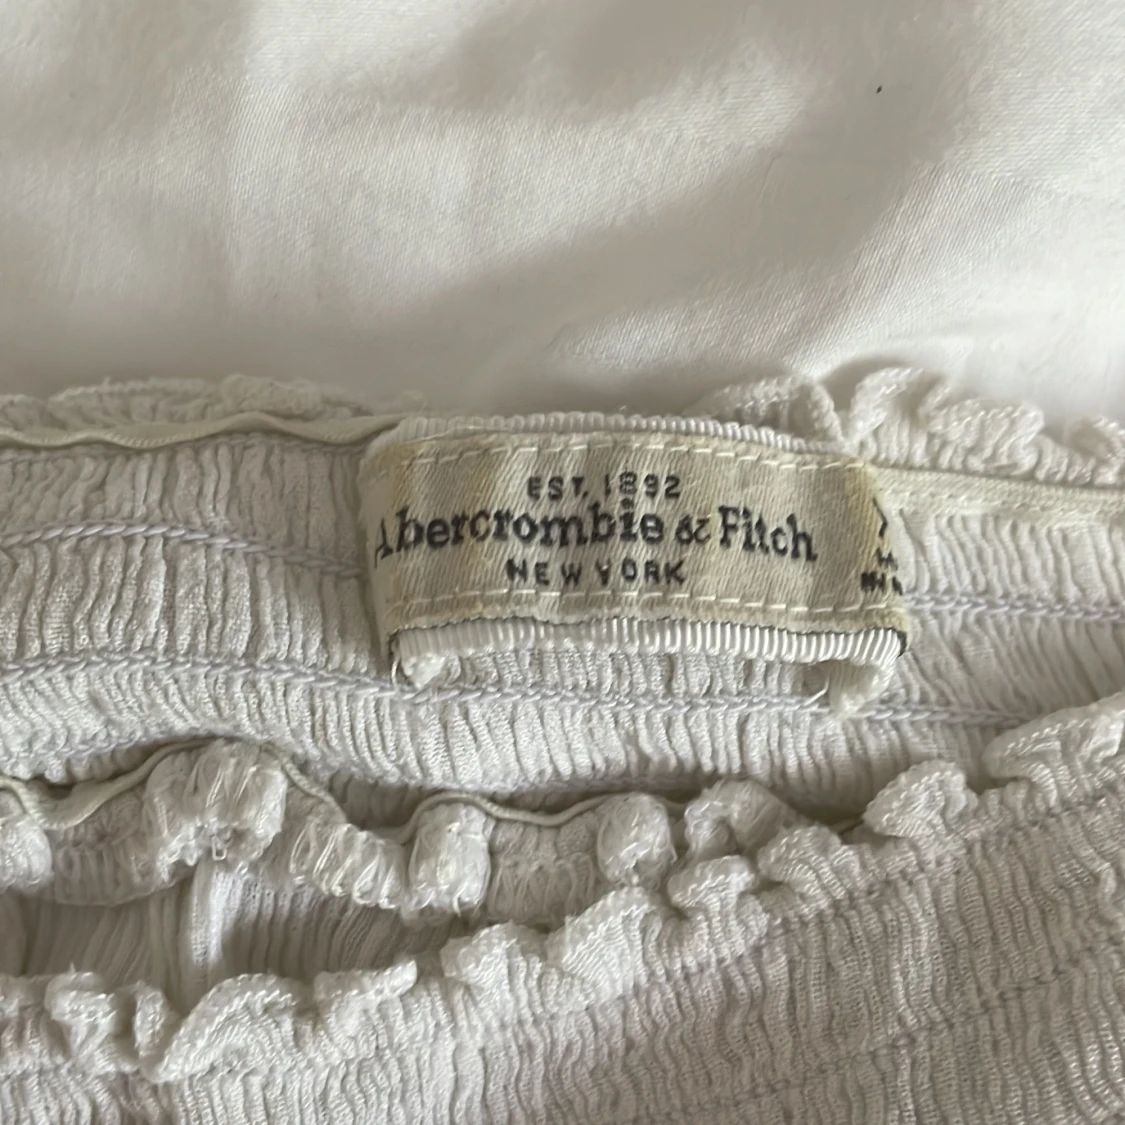 EST. 1892
Abercrombie & Fitch
NEW YORK